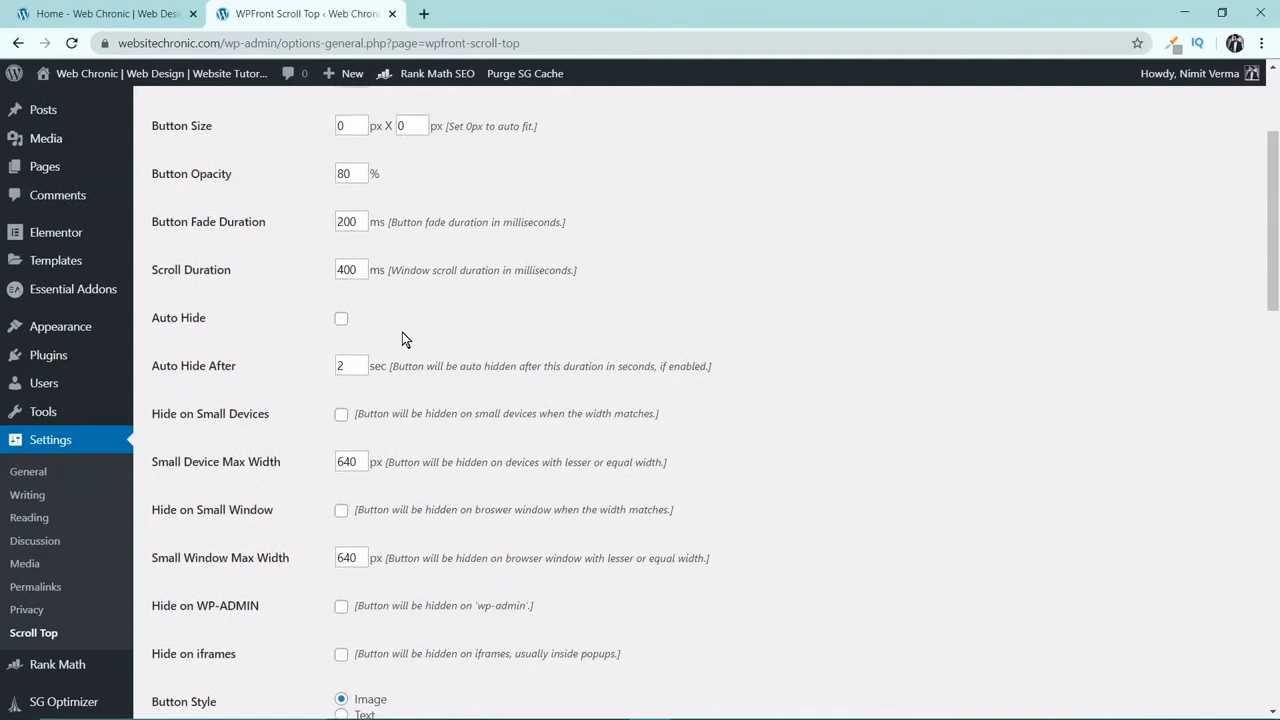 Home - Web Chronic | Web Desig
WPFront Scroll Top ‹ Web Chron
websitechronic.com/wp-admin/options-general.php?page=wpfront-scroll-top
IQ
Web Chronic | Web Design | Website Tutor...
0
New
Rank Math SEO
Purge SG Cache
Howdy, Nimit Verma
Posts
Media
Pages
Comments
Elementor
Templates
Essential Addons
Appearance
Plugins
Users
Tools
Settings
General
Writing
Reading
Discussion
Media
Permalinks
Privacy
Scroll Top
Rank Math
SG Optimizer
Button Size 0 px X 0 px [Set 0px to auto fit.]
Button Opacity 80 %
Button Fade Duration 200 ms [Button fade duration in milliseconds.]
Scroll Duration 400 ms [Window scroll duration in milliseconds.]
Auto Hide
Auto Hide After 2 sec [Button will be auto hidden after this duration in seconds, if enabled.]
Hide on Small Devices [Button will be hidden on small devices when the width matches.]
Small Device Max Width 640 px [Button will be hidden on devices with lesser or equal width.]
Hide on Small Window [Button will be hidden on broswer window when the width matches.]
Small Window Max Width 640 px [Button will be hidden on browser window with lesser or equal width.]
Hide on WP-ADMIN [Button will be hidden on 'wp-admin'.]
Hide on iframes [Button will be hidden on iframes, usually inside popups.]
Button Style Image
Text